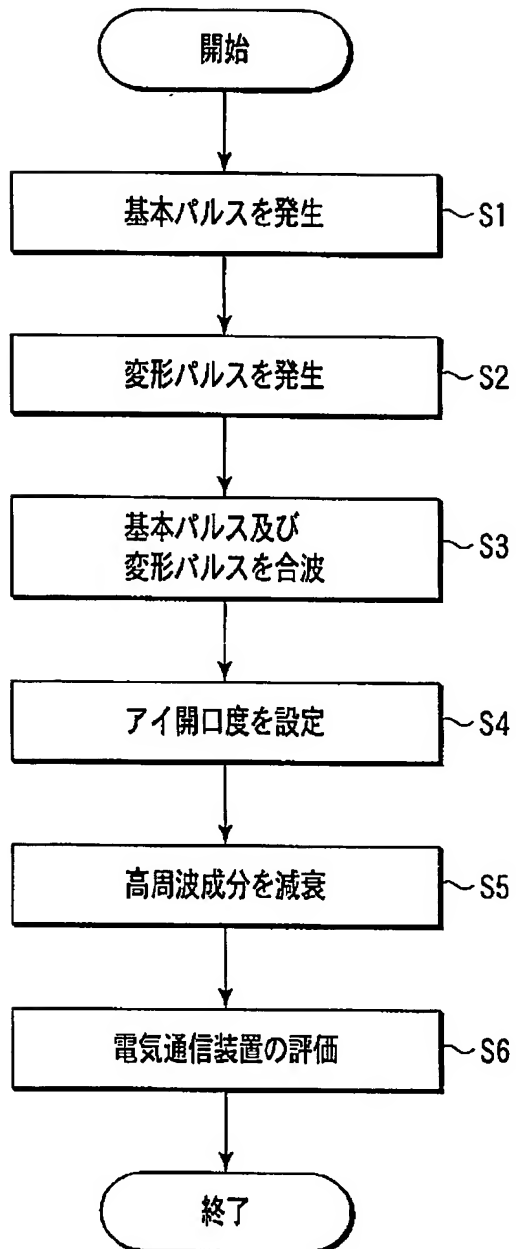 開始
基本パルスを発生 S1
変形パルスを発生 S2
基本パルス及び
変形パルスを合波 S3
アイ開口度を設定 S4
高周波成分を減衰 S5
電気通信装置の評価 S6
終了